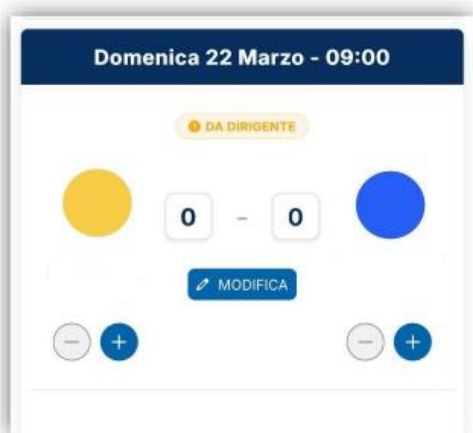 Domenica 22 Marzo - 09:00
DA DIRIGENTE
0 - 0
MODIFICA
− + − +